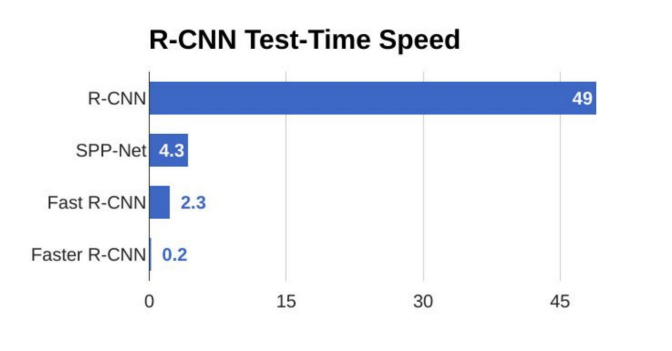 R-CNN Test-Time Speed
R-CNN 49
SPP-Net 4.3
Fast R-CNN 2.3
Faster R-CNN 0.2
0 15 30 45